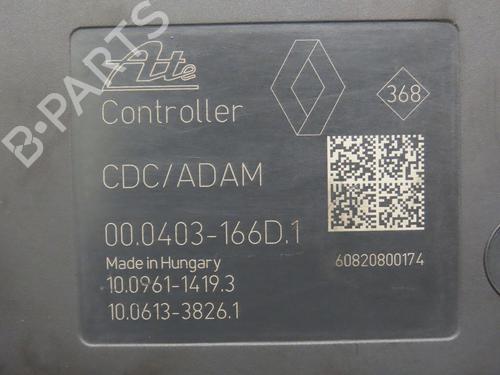 B-PARTS
Ate
368
Controller
CDC/ADAM
00.0403-166D.1
Made in Hungary
60820800174
10.0961-1419.3
10.0613-3826.1